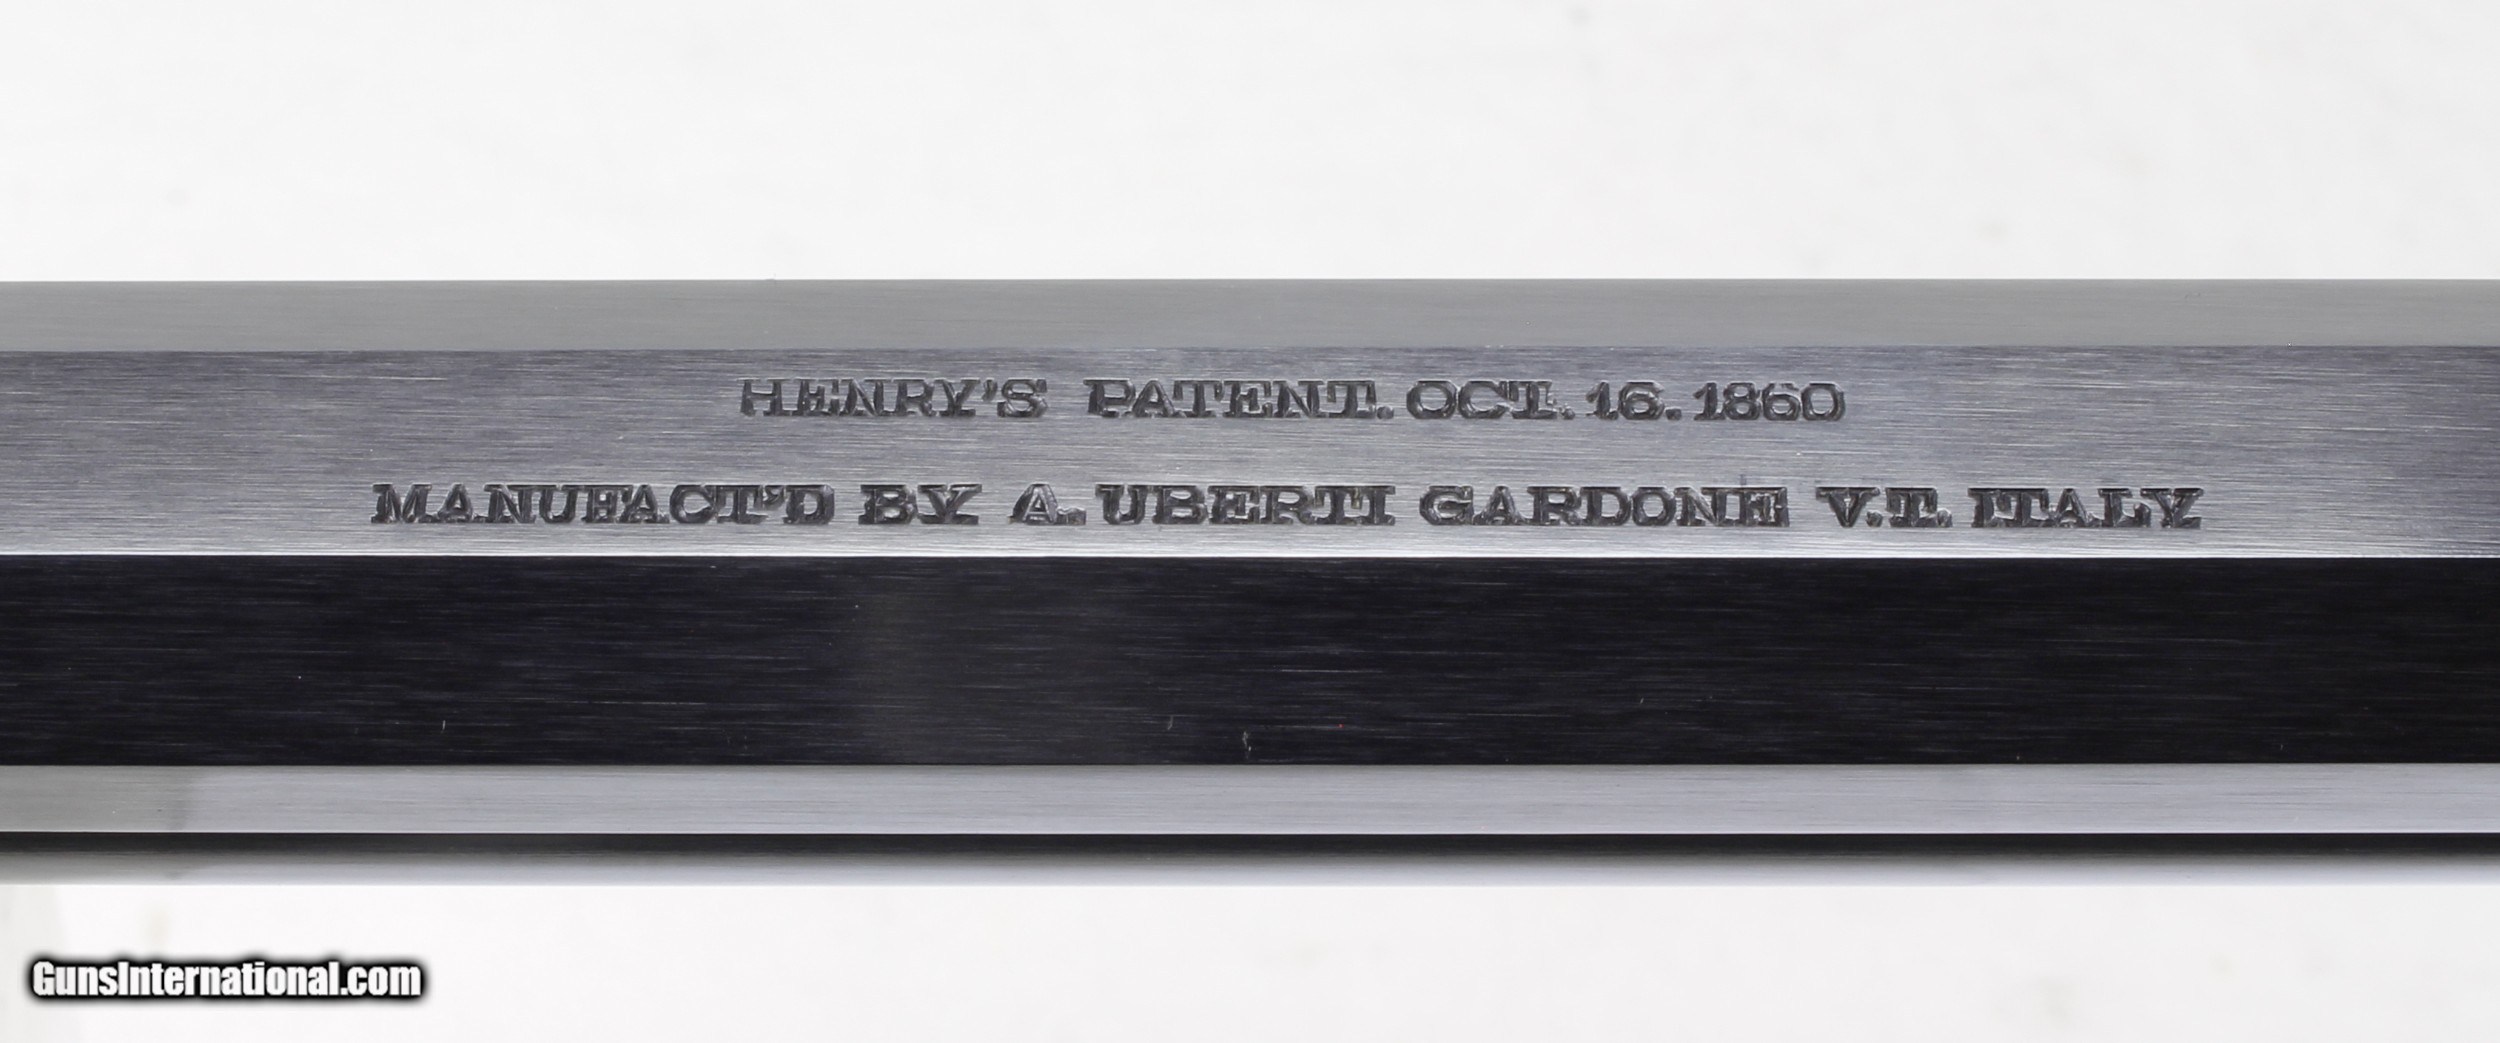 HENRY'S PATENT. OCT. 16. 1860
MANUFACT'D BY A. UBERTI GARDONE V.T. ITALY
GunsInternational.com